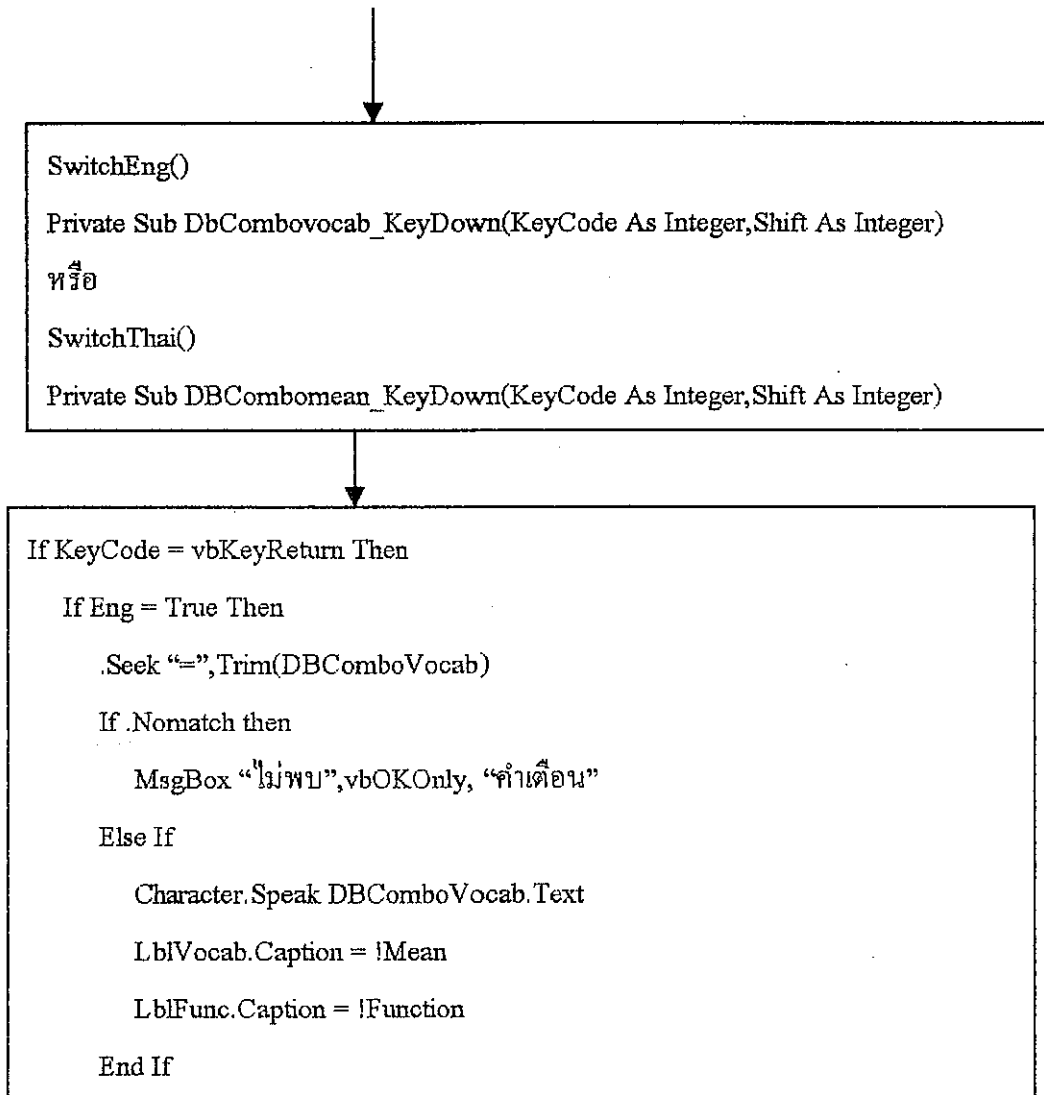 SwitchEng()
Private Sub DbCombovocab_KeyDown(KeyCode As Integer,Shift As Integer)
หรือ
SwitchThai()
Private Sub DBCombomean_KeyDown(KeyCode As Integer,Shift As Integer)
If KeyCode = vbKeyReturn Then
If Eng = True Then
.Seek “=”,Trim(DBComboVocab)
If .Nomatch then
MsgBox “ไม่พบ”,vbOKOnly, “คำเตือน”
Else If
Character.Speak DBComboVocab.Text
LblVocab.Caption = !Mean
LblFunc.Caption = !Function
End If